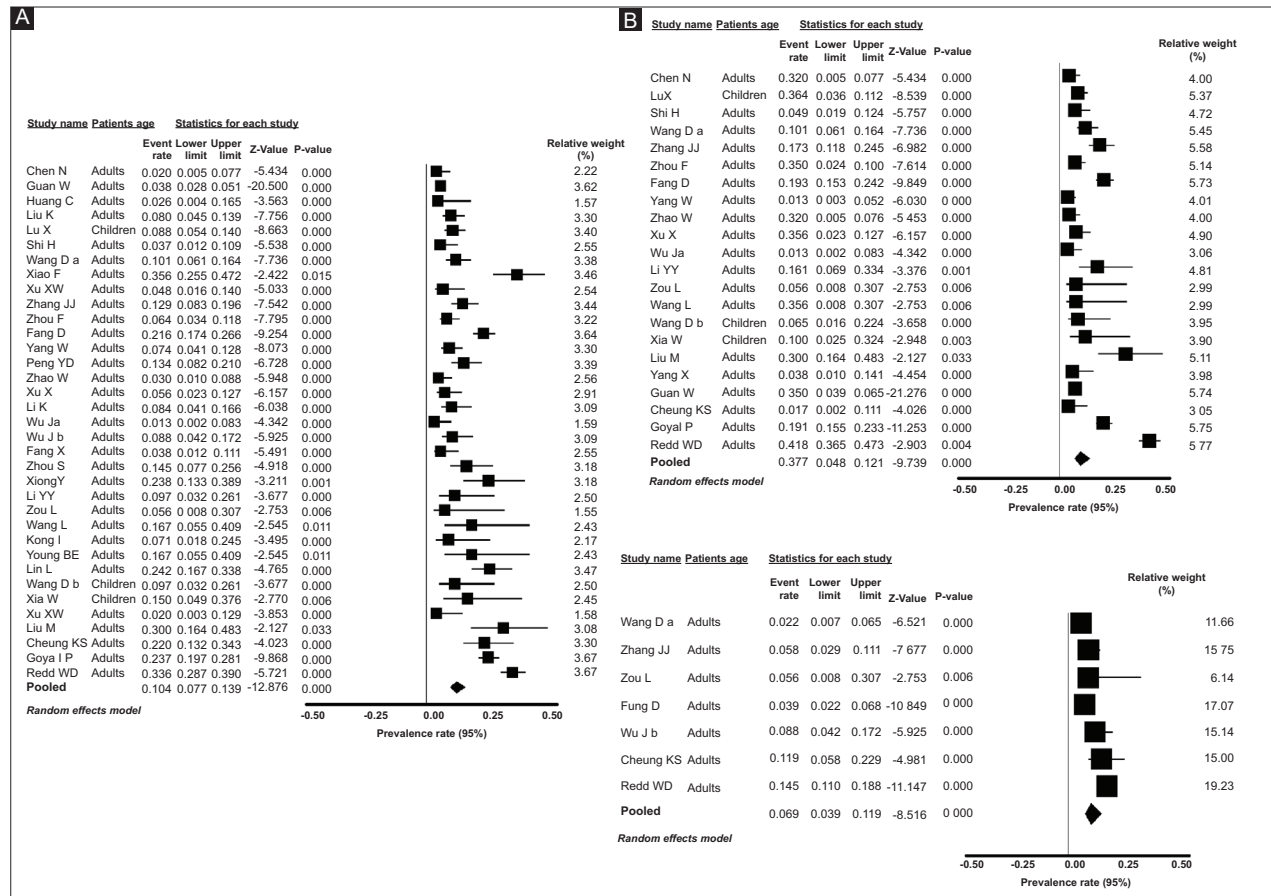 A
Study name Patients age Statistics for each study
Event rate Lower limit Upper limit Z-Value P-value Relative weight (%)
Chen N Adults 0.020 0.005 0.077 -5.434 0.000 2.22
Guan W Adults 0.038 0.028 0.051 -20.500 0.000 3.62
Huang C Adults 0.026 0.004 0.165 -3.563 0.000 1.57
Liu K Adults 0.080 0.045 0.139 -7.756 0.000 3.30
Lu X Children 0.088 0.054 0.140 -8.663 0.000 3.40
Shi H Adults 0.037 0.012 0.109 -5.538 0.000 2.55
Wang D a Adults 0.101 0.061 0.164 -7.736 0.000 3.38
Xiao F Adults 0.356 0.255 0.472 -2.422 0.015 3.46
Xu XW Adults 0.048 0.016 0.140 -5.033 0.000 2.54
Zhang JJ Adults 0.129 0.083 0.196 -7.542 0.000 3.44
Zhou F Adults 0.064 0.034 0.118 -7.795 0.000 3.22
Fang D Adults 0.216 0.174 0.266 -9.254 0.000 3.64
Yang W Adults 0.074 0.041 0.128 -8.073 0.000 3.30
Peng YD Adults 0.134 0.082 0.210 -6.728 0.000 3.39
Zhao W Adults 0.030 0.010 0.088 -5.948 0.000 2.56
Xu X Adults 0.056 0.023 0.127 -6.157 0.000 2.91
Li K Adults 0.084 0.041 0.166 -6.038 0.000 3.09
Wu Ja Adults 0.013 0.002 0.083 -4.342 0.000 1.59
Wu J b Adults 0.088 0.042 0.172 -5.925 0.000 3.09
Fang X Adults 0.038 0.012 0.111 -5.491 0.000 2.55
Zhou S Adults 0.145 0.077 0.256 -4.918 0.000 3.18
XiongY Adults 0.238 0.133 0.389 -3.211 0.001 3.18
Li YY Adults 0.097 0.032 0.261 -3.677 0.000 2.50
Zou L Adults 0.056 0.008 0.307 -2.753 0.006 1.55
Wang L Adults 0.167 0.055 0.409 -2.545 0.011 2.43
Kong I Adults 0.071 0.018 0.245 -3.495 0.000 2.17
Young BE Adults 0.167 0.055 0.409 -2.545 0.011 2.43
Lin L Adults 0.242 0.167 0.338 -4.765 0.000 3.47
Wang D b Children 0.097 0.032 0.261 -3.677 0.000 2.50
Xia W Children 0.150 0.049 0.376 -2.770 0.006 2.45
Xu XW Adults 0.020 0.003 0.129 -3.853 0.000 1.58
Liu M Adults 0.300 0.164 0.483 -2.127 0.033 3.08
Cheung KS Adults 0.220 0.132 0.343 -4.023 0.000 3.30
Goya I P Adults 0.237 0.197 0.281 -9.868 0.000 3.67
Redd WD Adults 0.336 0.287 0.390 -5.721 0.000 3.67
Pooled 0.104 0.077 0.139 -12.876 0.000
Random effects model
-0.50 0.00 0.25 0.50
Prevalence rate (95%)
B
Study name Patients age Statistics for each study
Event rate Lower limit Upper limit Z-Value P-value Relative weight (%)
Chen N Adults 0.320 0.005 0.077 -5.434 0.000 4.00
LuX Children 0.364 0.036 0.112 -8.539 0.000 5.37
Shi H Adults 0.049 0.019 0.124 -5.757 0.000 4.72
Wang D a Adults 0.101 0.061 0.164 -7.736 0.000 5.45
Zhang JJ Adults 0.173 0.118 0.245 -6.982 0.000 5.58
Zhou F Adults 0.350 0.024 0.100 -7.614 0.000 5.14
Fang D Adults 0.193 0.153 0.242 -9.849 0.000 5.73
Yang W Adults 0.013 0.003 0.052 -6.030 0.000 4.01
Zhao W Adults 0.320 0.005 0.076 -5.453 0.000 4.00
Xu X Adults 0.356 0.023 0.127 -6.157 0.000 4.90
Wu Ja Adults 0.013 0.002 0.083 -4.342 0.000 3.06
Li YY Adults 0.161 0.069 0.334 -3.376 0.001 4.81
Zou L Adults 0.056 0.008 0.307 -2.753 0.006 2.99
Wang L Adults 0.356 0.008 0.307 -2.753 0.006 2.99
Wang D b Children 0.065 0.016 0.224 -3.658 0.000 3.95
Xia W Children 0.100 0.025 0.324 -2.948 0.003 3.90
Liu M Adults 0.300 0.164 0.483 -2.127 0.033 5.11
Yang X Adults 0.038 0.010 0.141 -4.454 0.000 3.98
Guan W Adults 0.350 0.039 0.065 -21.276 0.000 5.74
Cheung KS Adults 0.017 0.002 0.111 -4.026 0.000 3 05
Goyal P Adults 0.191 0.155 0.233 -11.253 0.000 5.75
Redd WD Adults 0.418 0.365 0.473 -2.903 0.004 5 77
Pooled 0.377 0.048 0.121 -9.739 0.000
Random effects model
-0.50 0.00 0.25 0.50
Prevalence rate (95%)
Study name Patients age Statistics for each study
Event rate Lower limit Upper limit Z-Value P-value Relative weight (%)
Wang D a Adults 0.022 0.007 0.065 -6.521 0.000 11.66
Zhang JJ Adults 0.058 0.029 0.111 -7 677 0.000 15 75
Zou L Adults 0.056 0.008 0.307 -2.753 0.006 6.14
Fung D Adults 0.039 0.022 0.068 -10 849 0 000 17.07
Wu J b Adults 0.088 0.042 0.172 -5.925 0.000 15.14
Cheung KS Adults 0.119 0.058 0.229 -4.981 0.000 15.00
Redd WD Adults 0.145 0.110 0.188 -11.147 0.000 19.23
Pooled 0.069 0.039 0.119 -8.516 0 000
Random effects model
-0.50 0.00 0.25 0.50
Prevalence rate (95%)